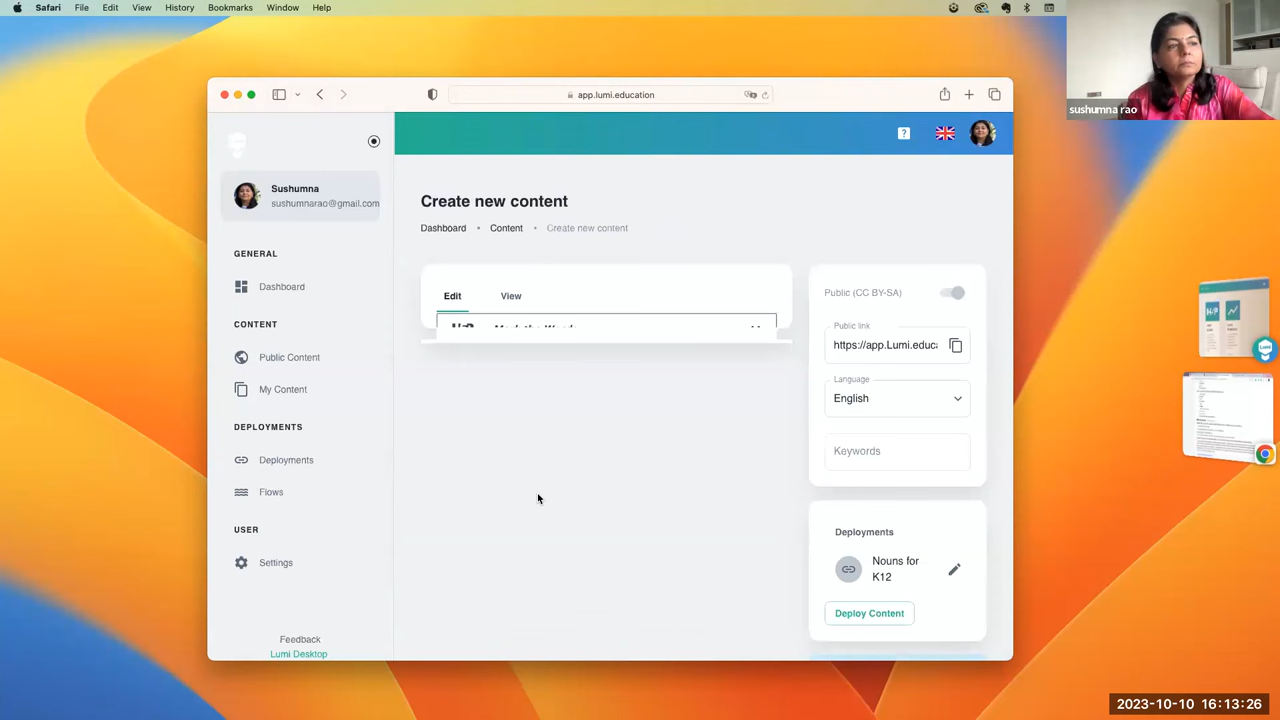 Safari File Edit View History Bookmarks Window Help
sushumna rao
app.lumi.education
Sushumna
sushumnarao@gmail.com
GENERAL
Dashboard
CONTENT
Public Content
My Content
DEPLOYMENTS
Deployments
Flows
USER
Settings
Feedback
Lumi Desktop
?
Create new content
Dashboard • Content • Create new content
Edit View
Public (CC BY-SA)
Public link
https://app.Lumi.educa
Language
English
Keywords
Deployments
Nouns for
K12
Deploy Content
2023-10-10 16:13:26